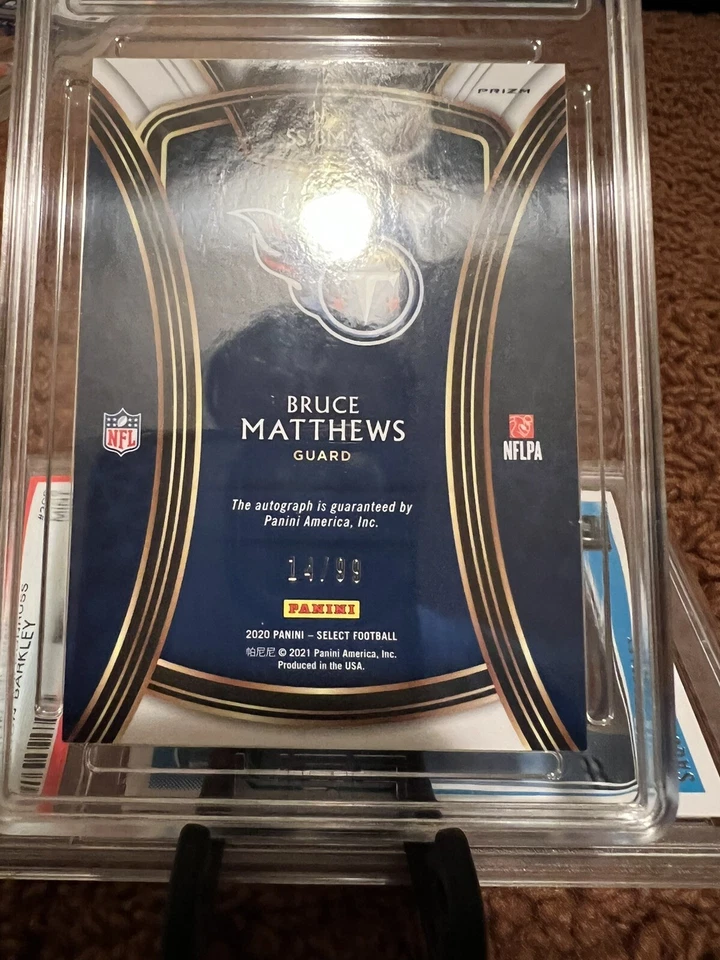 PRIZM
BRUCE
MATTHEWS
GUARD
NFL
NFLPA
The autograph is guaranteed by
Panini America, Inc.
14/99
PANINI
2020 PANINI – SELECT FOOTBALL
帕尼尼 © 2021 Panini America, Inc.
Produced in the USA.
MINT
BARKLEY